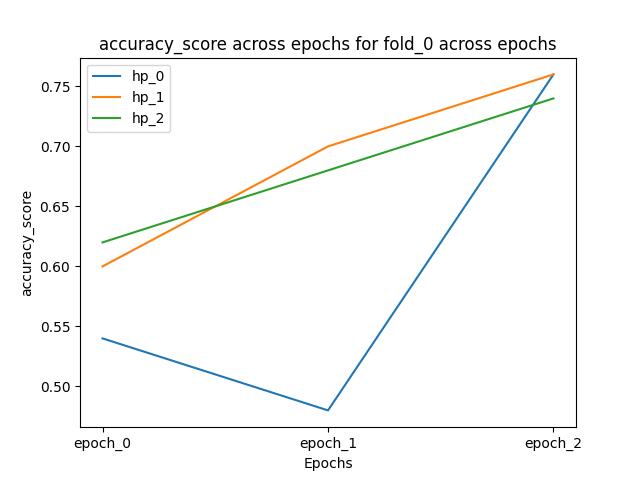 accuracy_score across epochs for fold_0 across epochs
hp_0
hp_1
hp_2
accuracy_score
0.75
0.70
0.65
0.60
0.55
0.50
epoch_0
epoch_1
epoch_2
Epochs